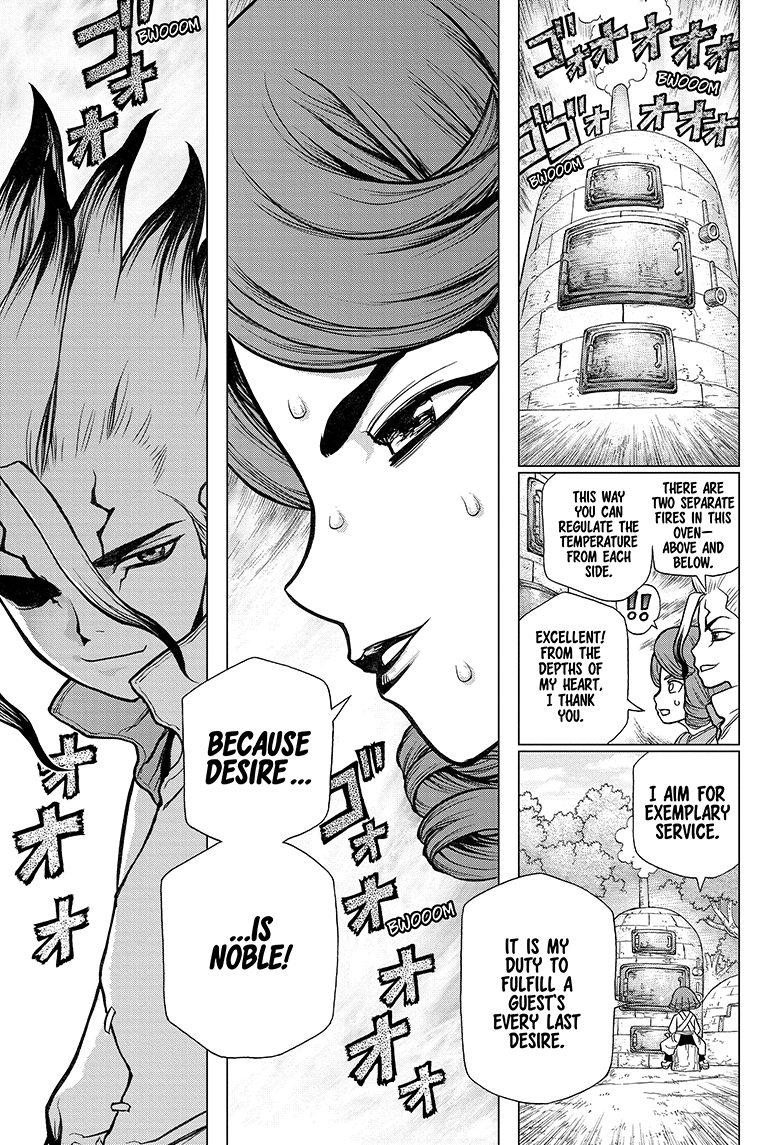 ゴォオオオオ
BWOOOM
ゴゴォオオォ
BWOOOM
THERE ARE
TWO SEPARATE
FIRES IN THIS
OVEN—
ABOVE AND
BELOW.
THIS WAY
YOU CAN
REGULATE THE
TEMPERATURE
FROM EACH
SIDE.
!!
EXCELLENT!
FROM THE
DEPTHS OF
MY HEART,
I THANK
YOU.
I AIM FOR
EXEMPLARY
SERVICE.
IT IS MY
DUTY TO
FULFILL A
GUEST'S
EVERY LAST
DESIRE.
BECAUSE
DESIRE...
...IS
NOBLE!
ゴォオ
BWOOOM
オオォ
ゴォオ
BWOOOM
オオォ